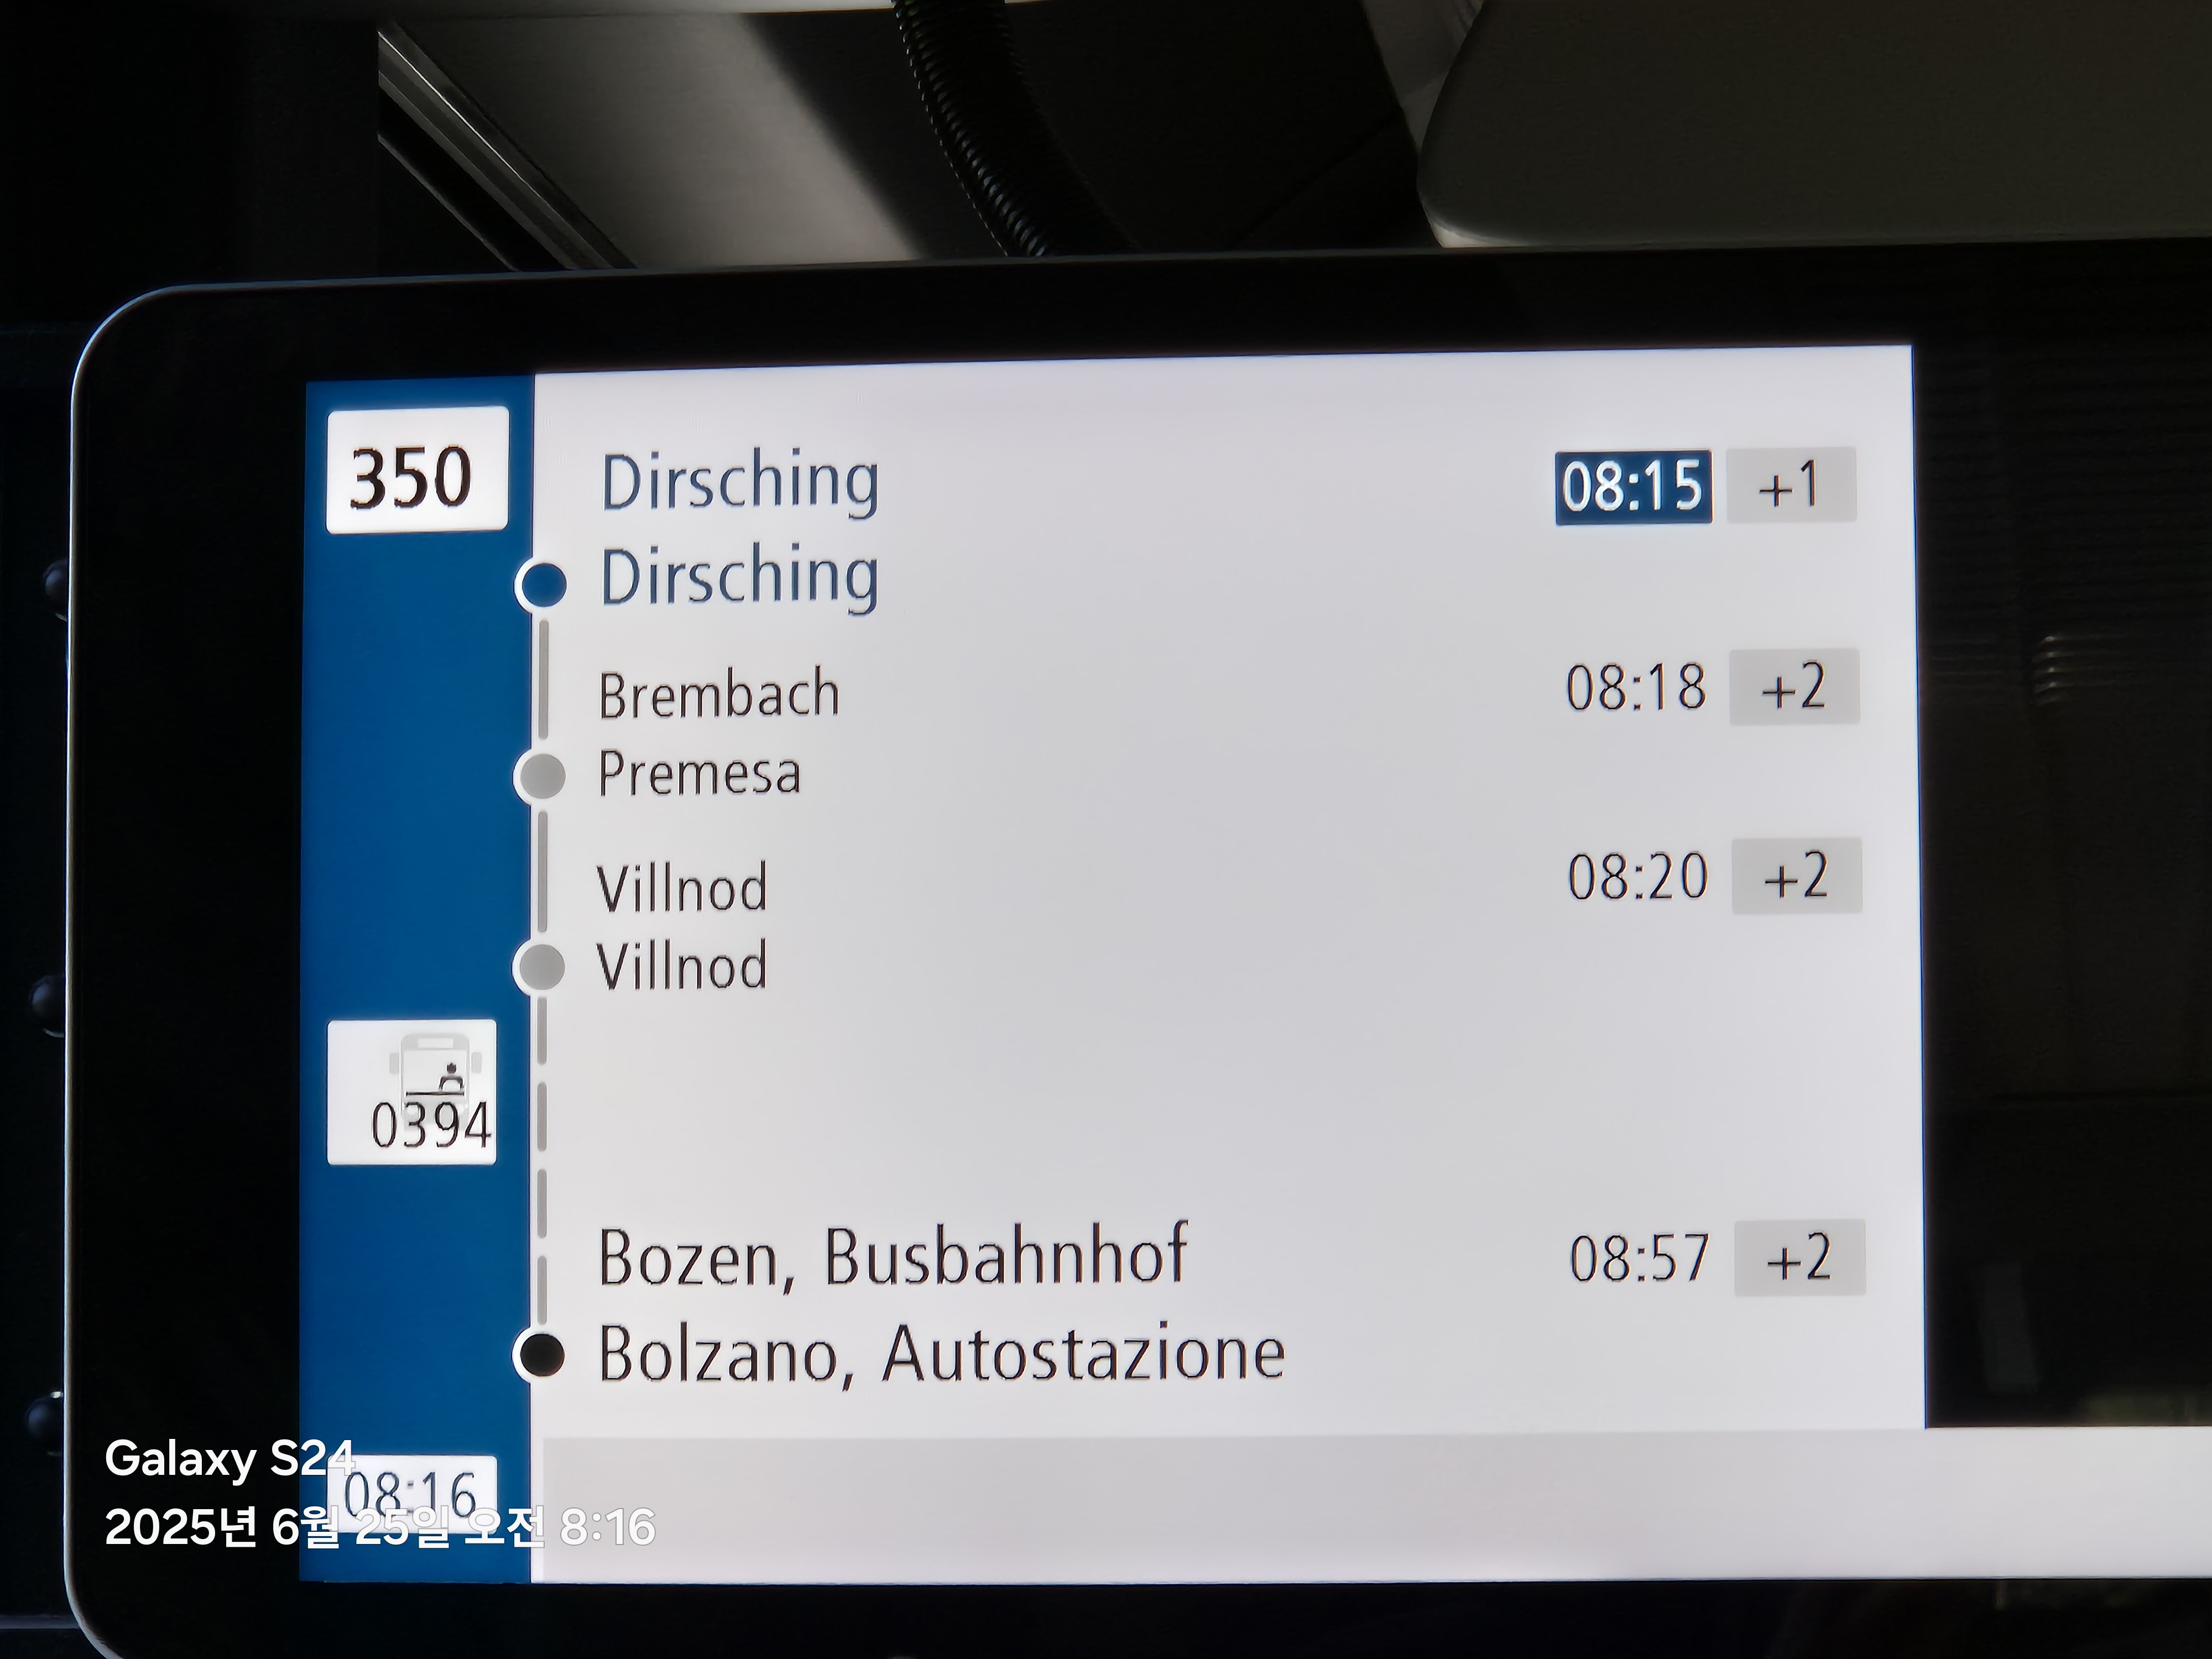 350
Dirsching 08:15 +1
Dirsching
Brembach 08:18 +2
Premesa
Villnod 08:20 +2
Villnod
0394
Bozen, Busbahnhof 08:57 +2
Bolzano, Autostazione
08:16
Galaxy S24
2025년 6월 25일 오전 8:16